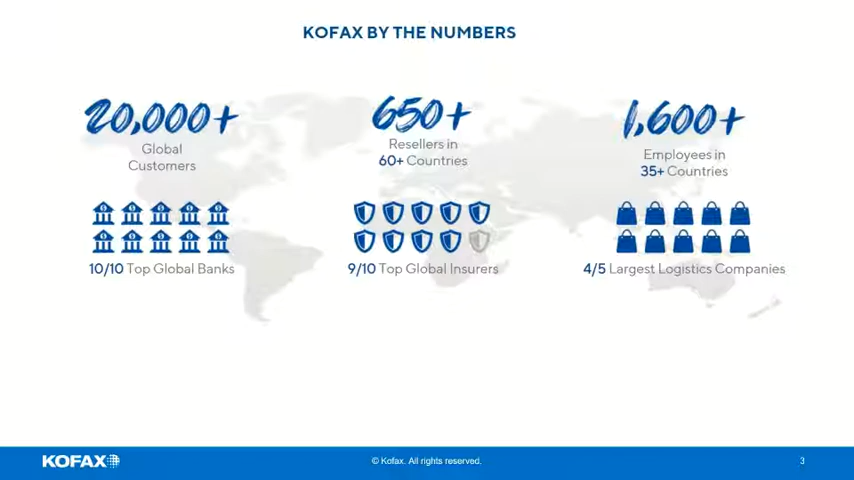 KOFAX BY THE NUMBERS
20,000+
Global
Customers
10/10 Top Global Banks
650+
Resellers in
60+ Countries
9/10 Top Global Insurers
1,600+
Employees in
35+ Countries
4/5 Largest Logistics Companies
KOFAX
© Kofax. All rights reserved.
3